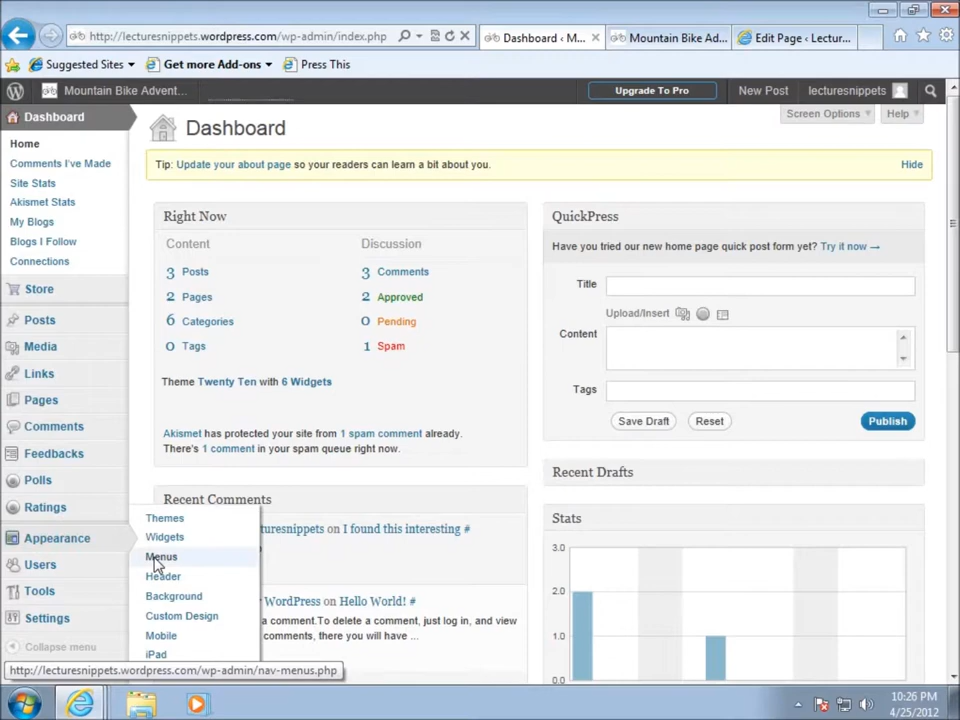 http://lecturesnippets.wordpress.com/wp-admin/index.php
Dashboard ‹ M...
Mountain Bike Ad...
Edit Page ‹ Lectur...
Suggested Sites
Get more Add-ons
Press This
Mountain Bike Advent...
Upgrade To Pro
New Post
lecturesnippets
Dashboard
Home
Comments I've Made
Site Stats
Akismet Stats
My Blogs
Blogs I Follow
Connections
Store
Posts
Media
Links
Pages
Comments
Feedbacks
Polls
Ratings
Appearance
Users
Tools
Settings
Collapse menu
Themes
Widgets
Menus
Header
Background
Custom Design
Mobile
iPad
Screen Options
Help
Dashboard
Tip: Update your about page so your readers can learn a bit about you.
Hide
Right Now
Content
Discussion
3 Posts
3 Comments
2 Pages
2 Approved
6 Categories
0 Pending
0 Tags
1 Spam
Theme Twenty Ten with 6 Widgets
Akismet has protected your site from 1 spam comment already.
There's 1 comment in your spam queue right now.
Recent Comments
turesnippets on I found this interesting #
WordPress on Hello World! #
a comment.To delete a comment, just log in, and view
comments, there you will have ...
QuickPress
Have you tried our new home page quick post form yet? Try it now →
Title
Upload/Insert
Content
Tags
Save Draft
Reset
Publish
Recent Drafts
Stats
3.0
2.0
1.0
0.0
http://lecturesnippets.wordpress.com/wp-admin/nav-menus.php
10:26 PM
4/25/2012